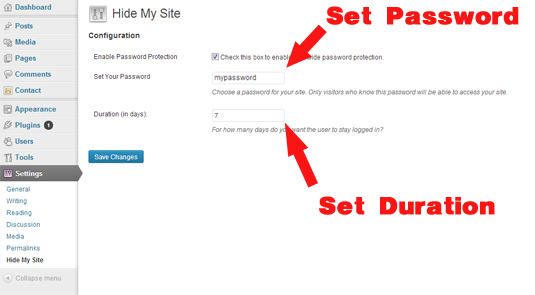 Dashboard
Posts
Media
Pages
Comments
Contact
Appearance
Plugins 1
Users
Tools
Settings
General
Writing
Reading
Discussion
Media
Permalinks
Hide My Site
Collapse menu
Hide My Site
Set Password
Configuration
Enable Password Protection
Check this box to enable de password protection.
Set Your Password
mypassword
Choose a password for your site. Only visitors who know this password will be able to access your site.
Duration (in days):
7
For how many days do you want the user to stay logged in?
Save Changes
Set Duration